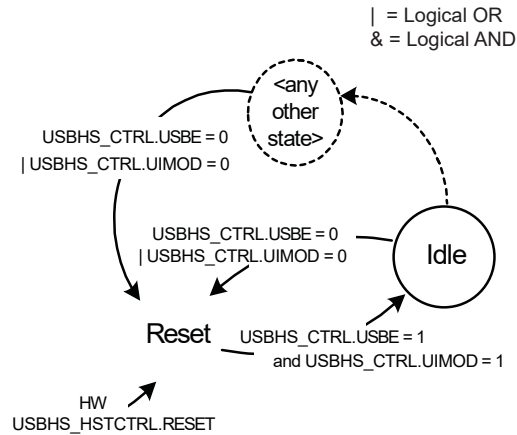 | = Logical OR
& = Logical AND
<any
other
state>
USBHS_CTRL.USBE = 0
| USBHS_CTRL.UIMOD = 0
USBHS_CTRL.USBE = 0
| USBHS_CTRL.UIMOD = 0
Idle
Reset
USBHS_CTRL.USBE = 1
and USBHS_CTRL.UIMOD = 1
HW
USBHS_HSTCTRL.RESET